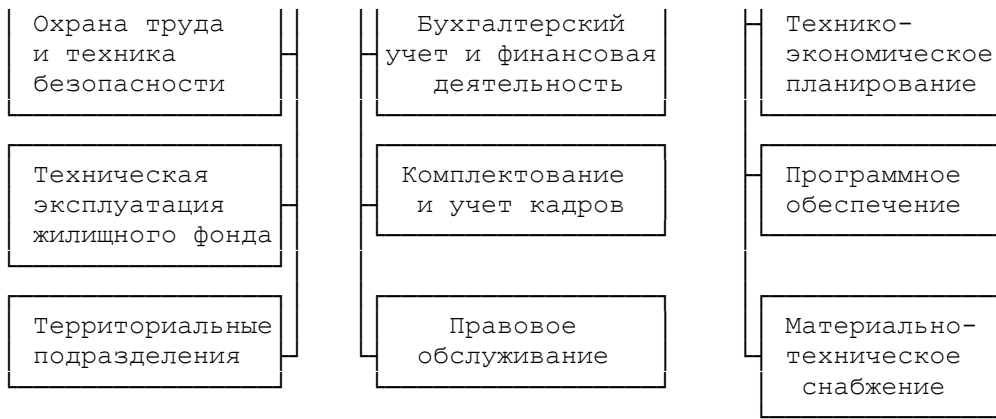 Охрана труда
и техника
безопасности
Бухгалтерский
учет и финансовая
деятельность
Технико-
экономическое
планирование
Техническая
эксплуатация
жилищного фонда
Комплектование
и учет кадров
Программное
обеспечение
Территориальные
подразделения
Правовое
обслуживание
Материально-
техническое
снабжение